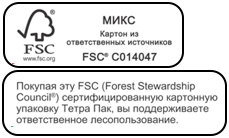 FSC
www.fsc.org
МИКС
Картон из
ответственных источников
FSC® C014047
Покупая эту FSC (Forest Stewardship
Council®) сертифицированную картонную
упаковку Тетра Пак, вы поддерживаете
ответственное лесопользование.